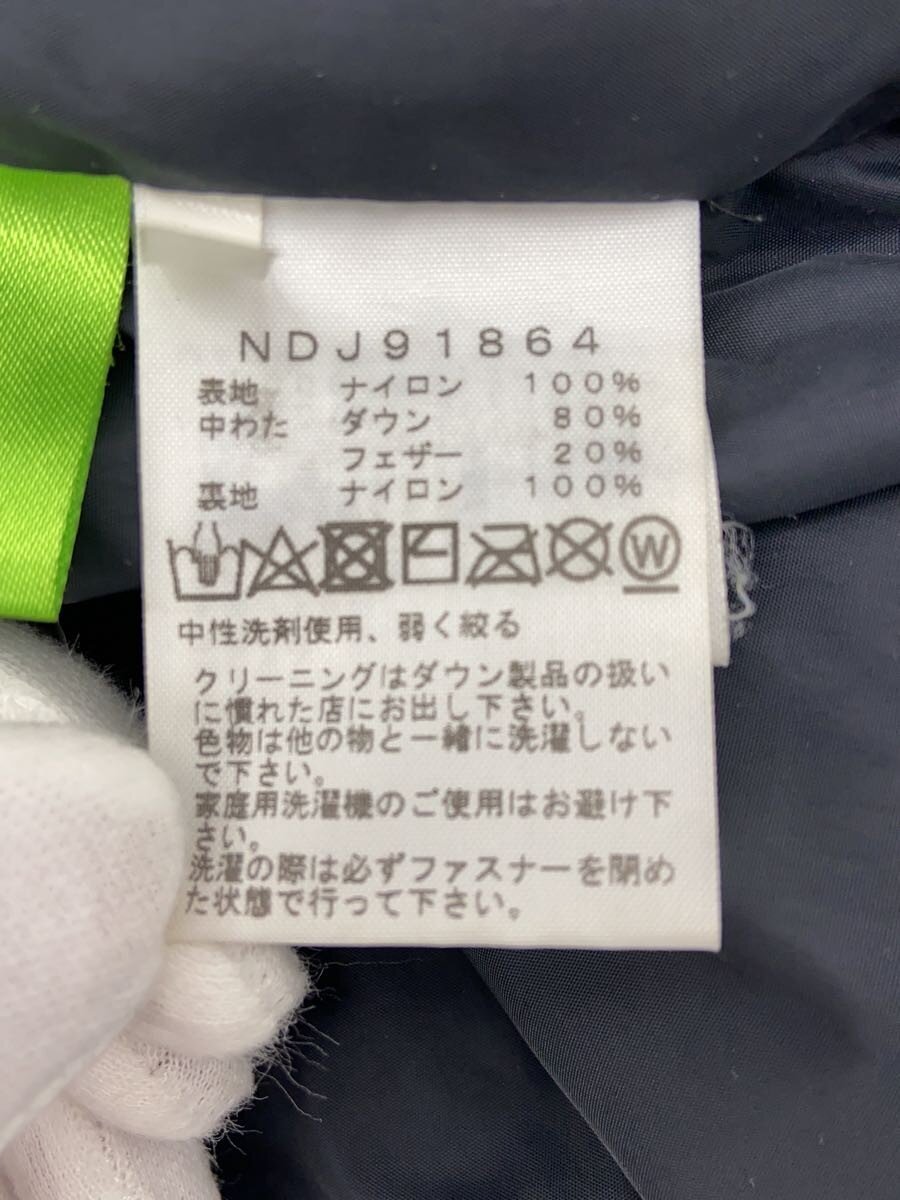 NDJ91864
表地 ナイロン 100%
中わた ダウン 80%
フェザー 20%
裏地 ナイロン 100%
W
中性洗剤使用、弱く絞る
クリーニングはダウン製品の扱い
に慣れた店にお出し下さい。
色物は他の物と一緒に洗濯しない
で下さい。
家庭用洗濯機のご使用はお避け下
さい。
洗濯の際は必ずファスナーを閉め
た状態で行って下さい。